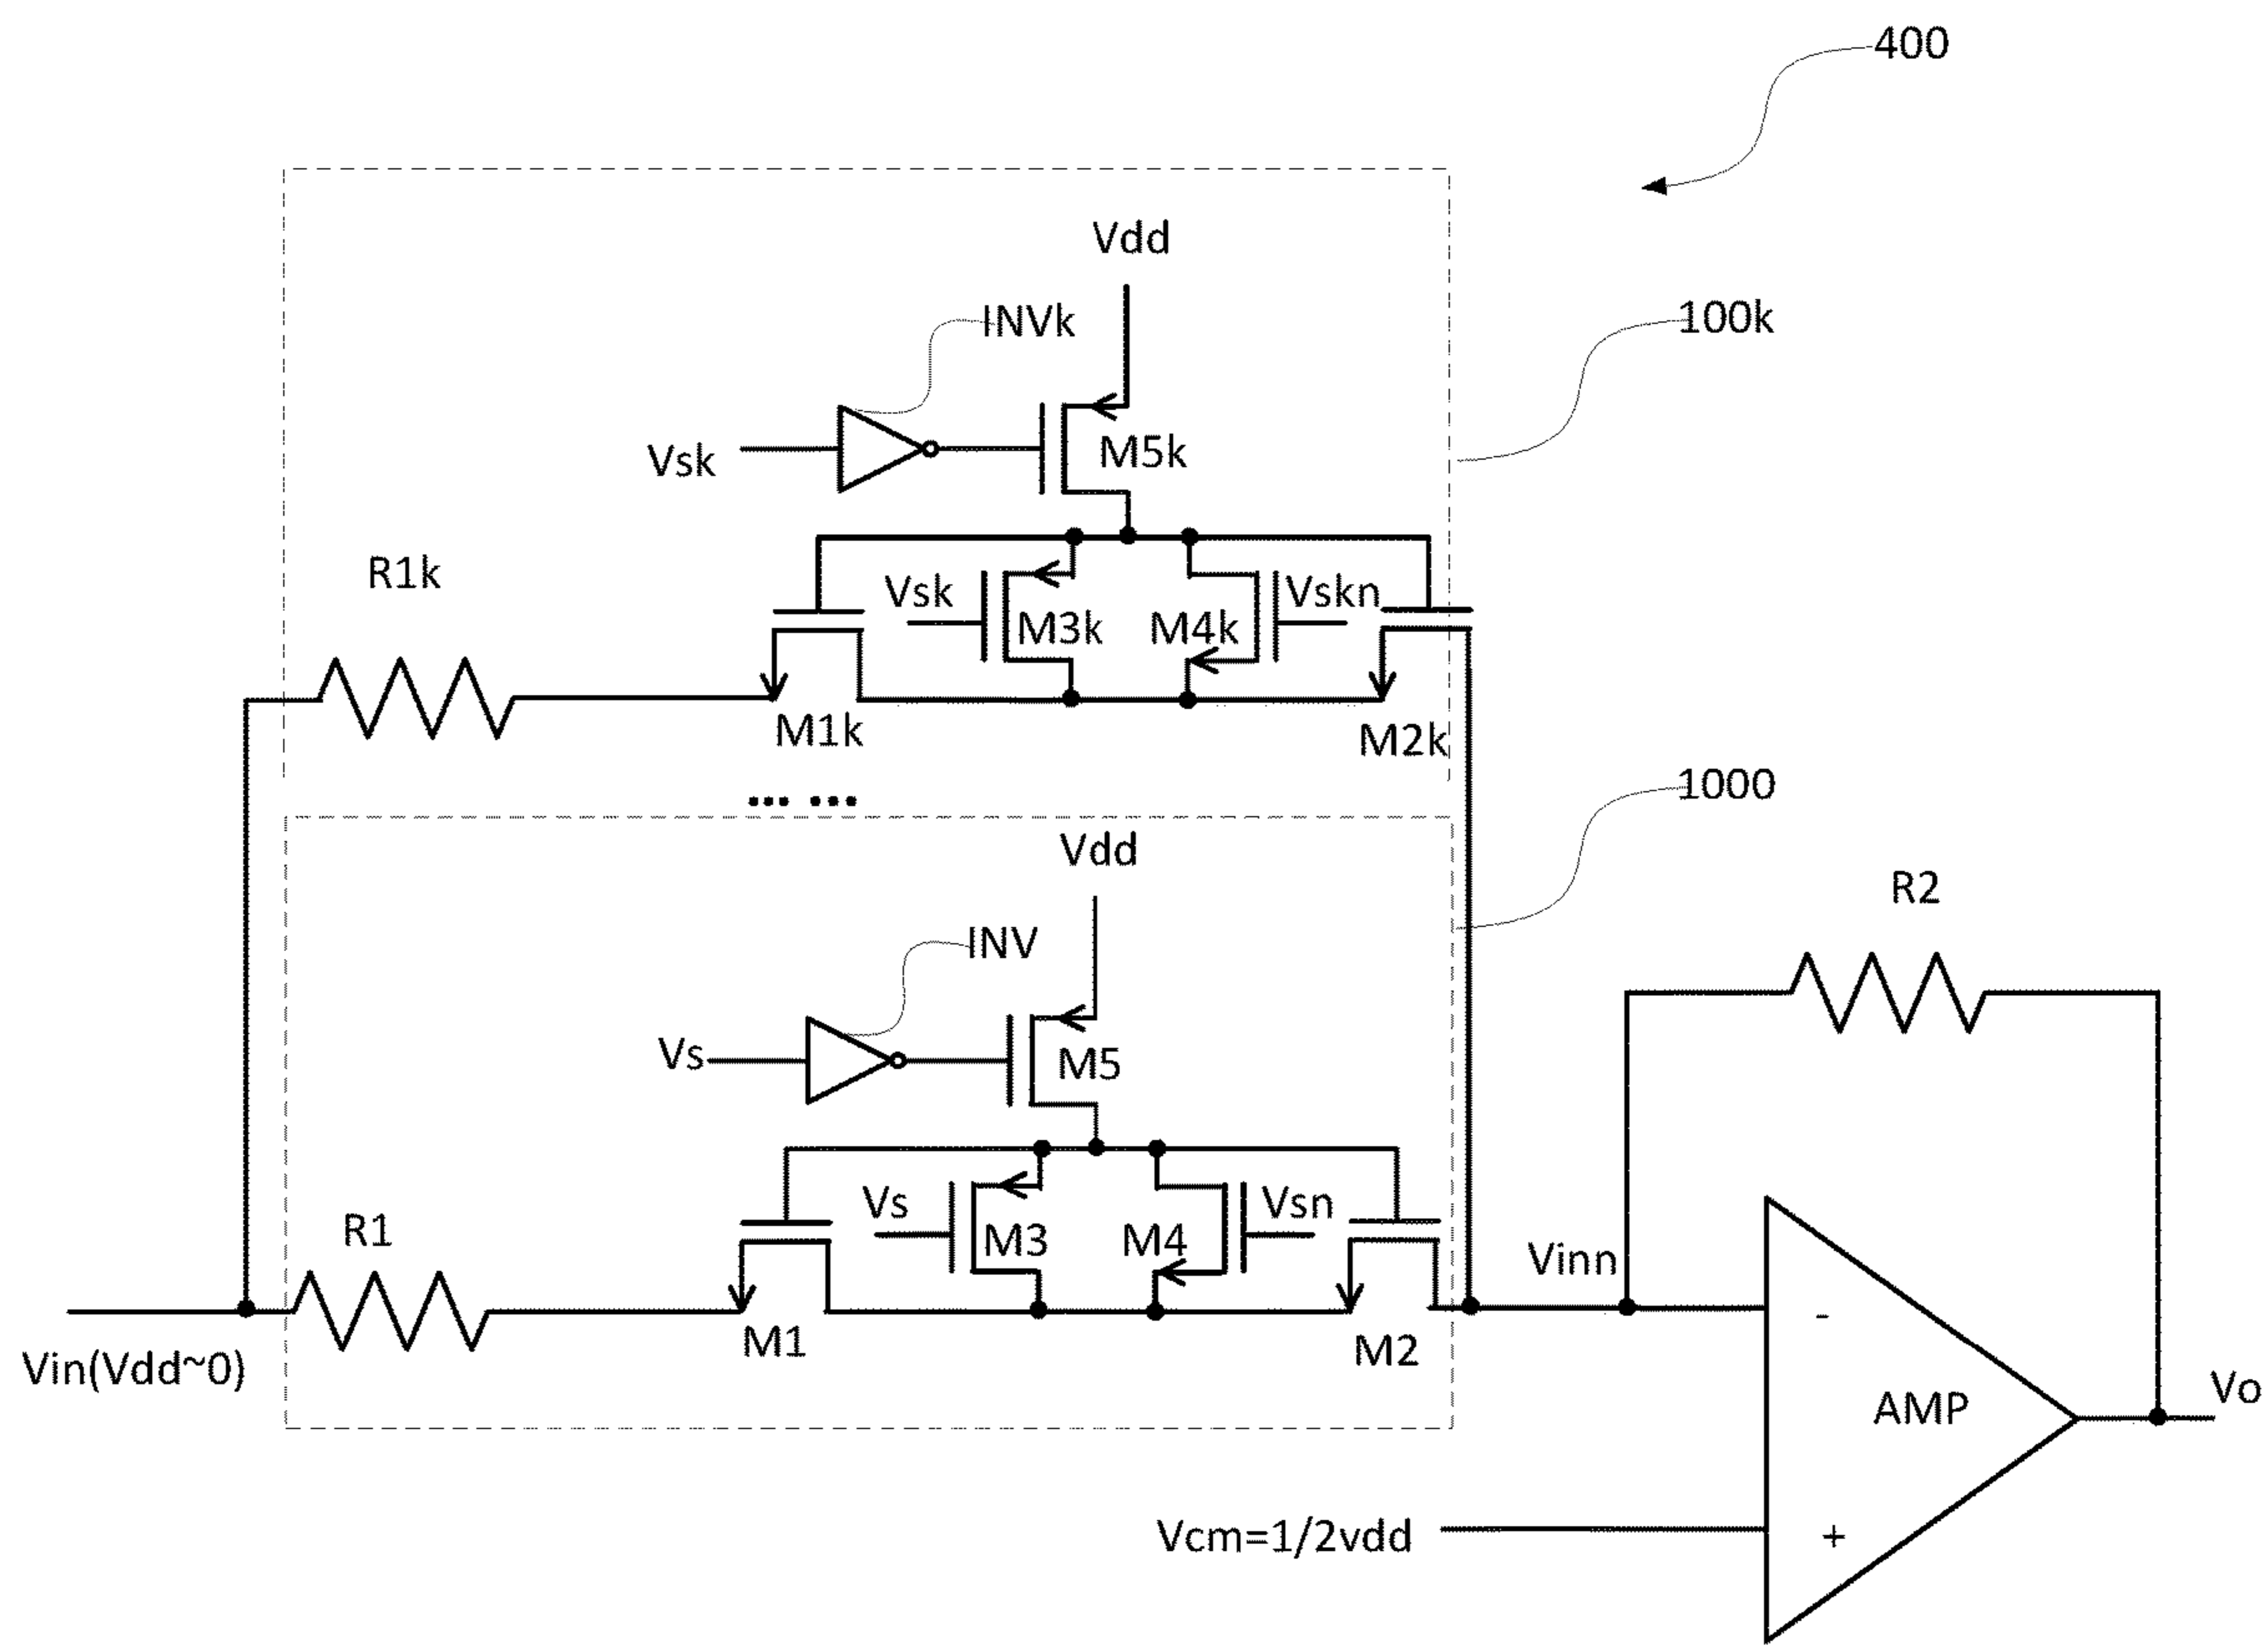 400
Vdd
INVk
100k
Vsk
M5k
R1k
Vsk
M3k
M4k
Vskn
M1k
M2k
... ...
1000
Vdd
R2
INV
Vs
M5
R1
Vs
M3
M4
Vsn
Vinn
-
M1
M2
Vin(Vdd~0)
AMP
Vo
Vcm=1/2vdd
+